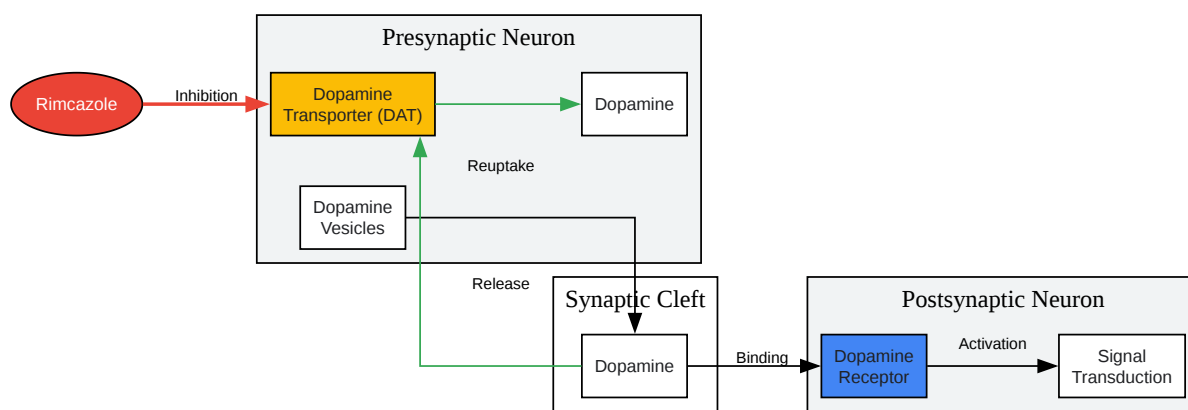 Presynaptic Neuron
Rimcazole
Inhibition
Dopamine
Transporter (DAT)
Dopamine
Reuptake
Dopamine
Vesicles
Release
Synaptic Cleft
Postsynaptic Neuron
Dopamine
Binding
Dopamine
Receptor
Activation
Signal
Transduction